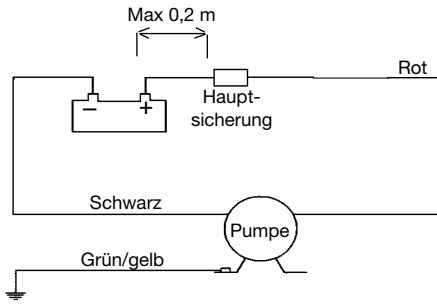 Max 0,2 m
Rot
− +
Haupt-
sicherung
Schwarz
Pumpe
Grün/gelb